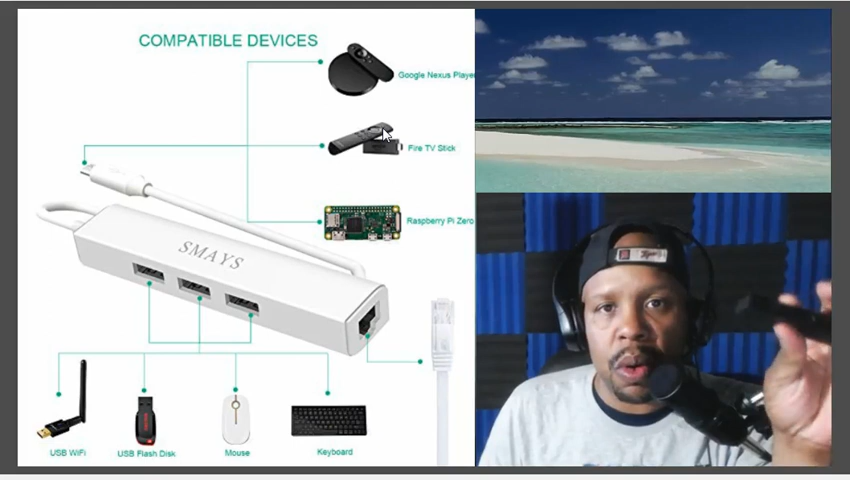 COMPATIBLE DEVICES
Google Nexus Player
Fire TV Stick
Raspberry Pi Zero
SMAYS
USB WiFi
USB Flash Disk
Mouse
Keyboard